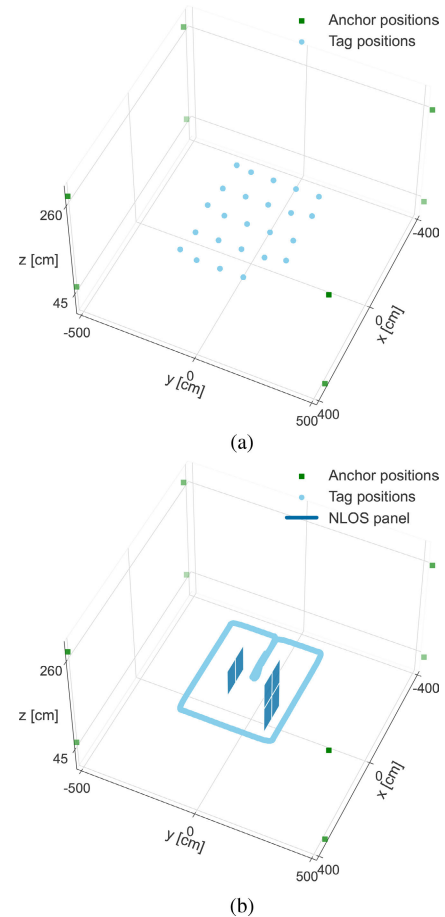 Anchor positions
Tag positions
260
z [cm]
45
-500
0
y [cm]
500
400
0
x [cm]
-400
(a)
Anchor positions
Tag positions
NLOS panel
260
z [cm]
45
-500
0
y [cm]
500
400
0
x [cm]
-400
(b)